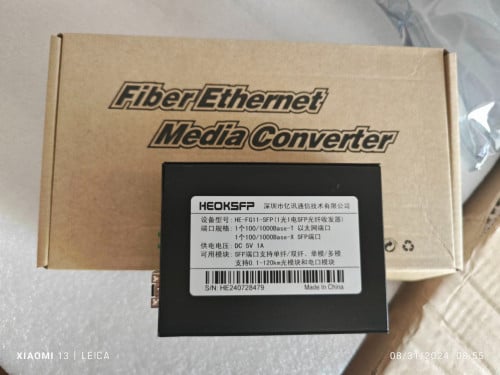 Fiber Ethernet
Media Converter
HEOKSFP 深圳市亿讯通信技术有限公司
设备型号: HE-FG11-SFP(1光1电SFP光纤收发器)
端口规格: 1个100/1000Base-T 以太网端口
1个100/1000Base-X SFP端口
供电电压: DC 5V 1A
可用模块: SFP端口支持单纤/双纤、单模/多模
支持0.1-120km光模块和电口模块
S/N: HE240728479 Made In China
XIAOMI 13 | LEICA
08/31/2024 08:55